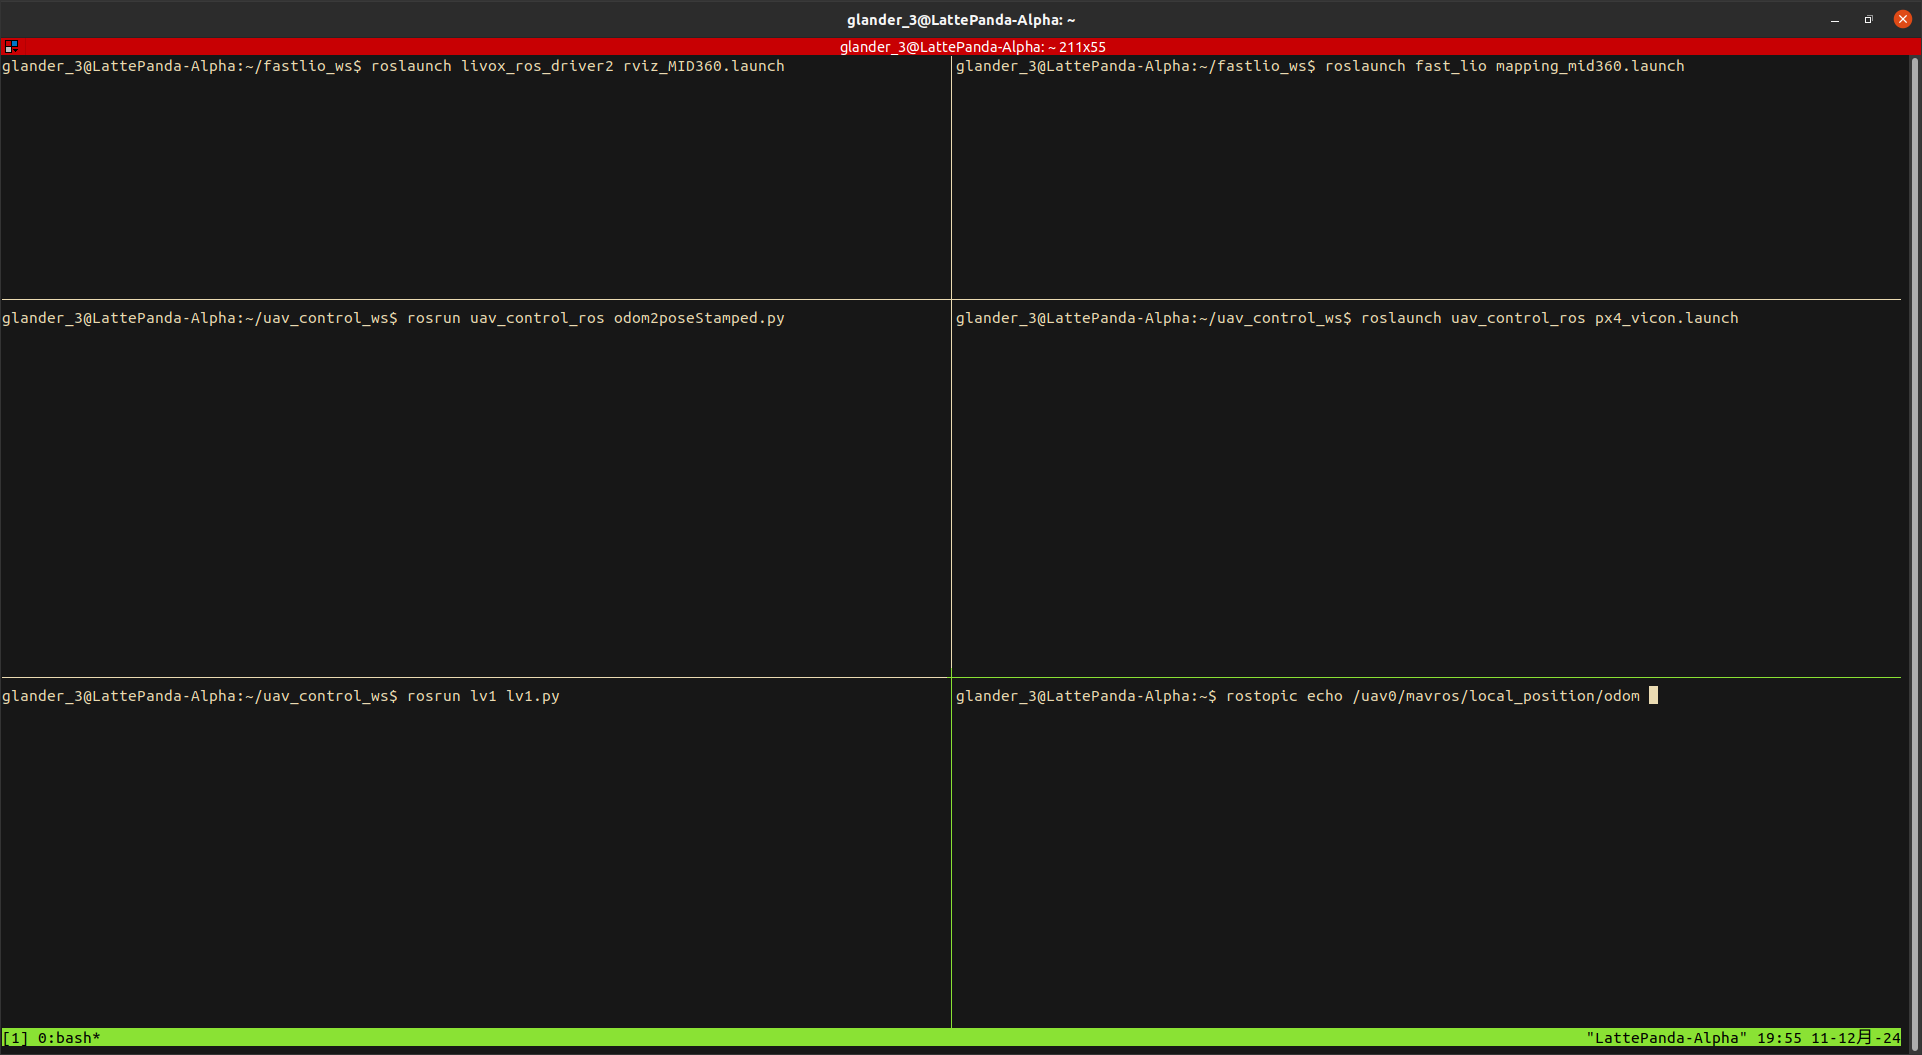 glander_3@LattePanda-Alpha: ~
glander_3@LattePanda-Alpha: ~ 211x55
glander_3@LattePanda-Alpha:~/fastlio_ws$ roslaunch livox_ros_driver2 rviz_MID360.launch
glander_3@LattePanda-Alpha:~/fastlio_ws$ roslaunch fast_lio mapping_mid360.launch
glander_3@LattePanda-Alpha:~/uav_control_ws$ rosrun uav_control_ros odom2poseStamped.py
glander_3@LattePanda-Alpha:~/uav_control_ws$ roslaunch uav_control_ros px4_vicon.launch
glander_3@LattePanda-Alpha:~/uav_control_ws$ rosrun lv1 lv1.py
glander_3@LattePanda-Alpha:~$ rostopic echo /uav0/mavros/local_position/odom
[1] 0:bash*
"LattePanda-Alpha" 19:55 11-12月-24